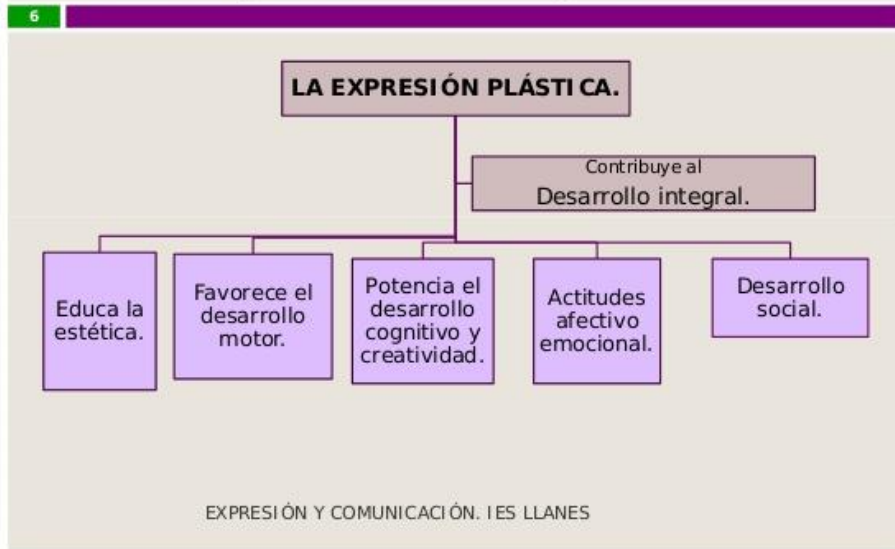 6
LA EXPRESIÓN PLÁSTICA.
Contribuye al
Desarrollo integral.
Educa la
estética.
Favorece el
desarrollo
motor.
Potencia el
desarrollo
cognitivo y
creatividad.
Actitudes
afectivo
emocional.
Desarrollo
social.
EXPRESIÓN Y COMUNICACIÓN. IES LLANES